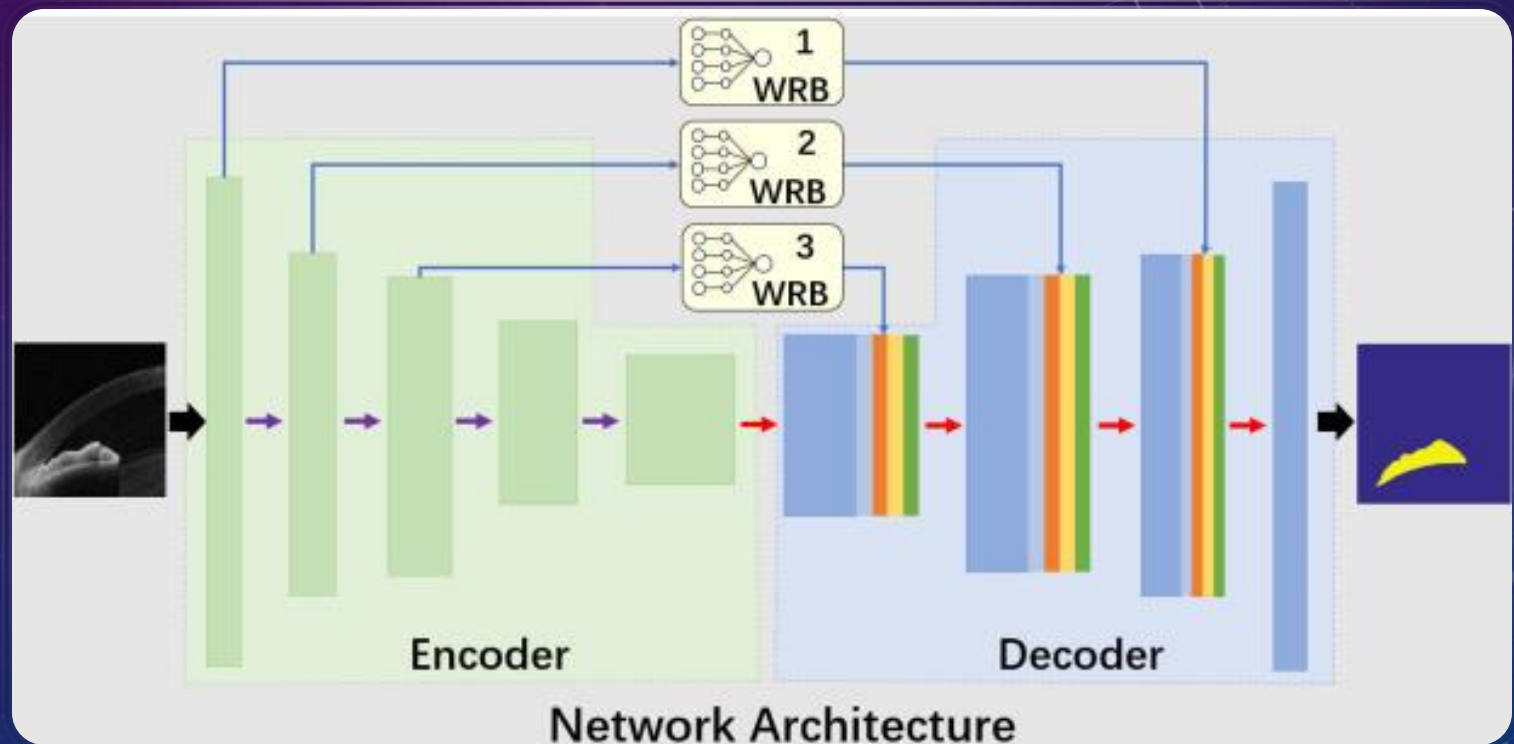 1
WRB
2
WRB
3
WRB
Encoder
Decoder
Network Architecture